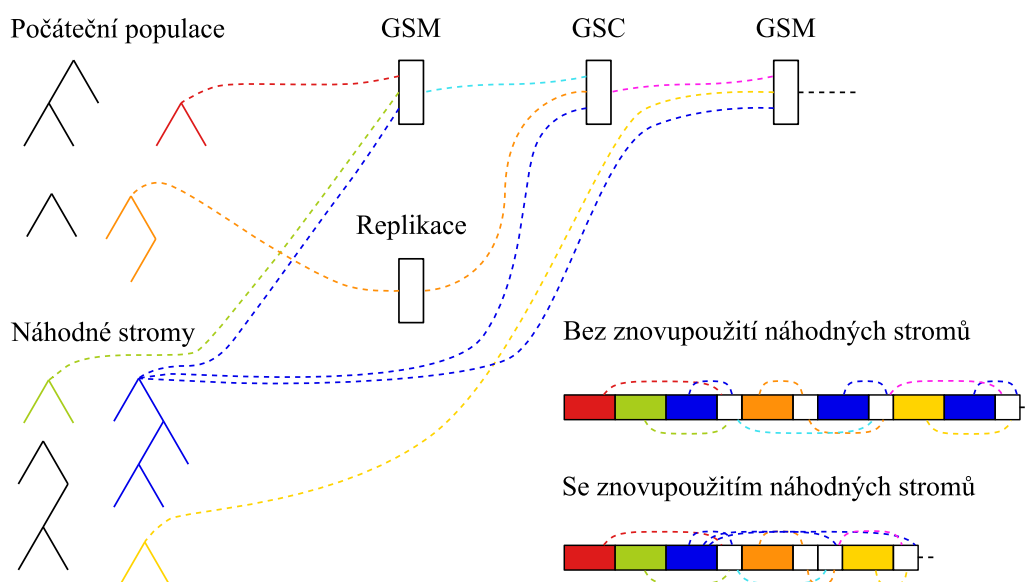 Počáteční populace
GSM
GSC
GSM
Replikace
Náhodné stromy
Bez znovupoužití náhodných stromů
Se znovupoužitím náhodných stromů